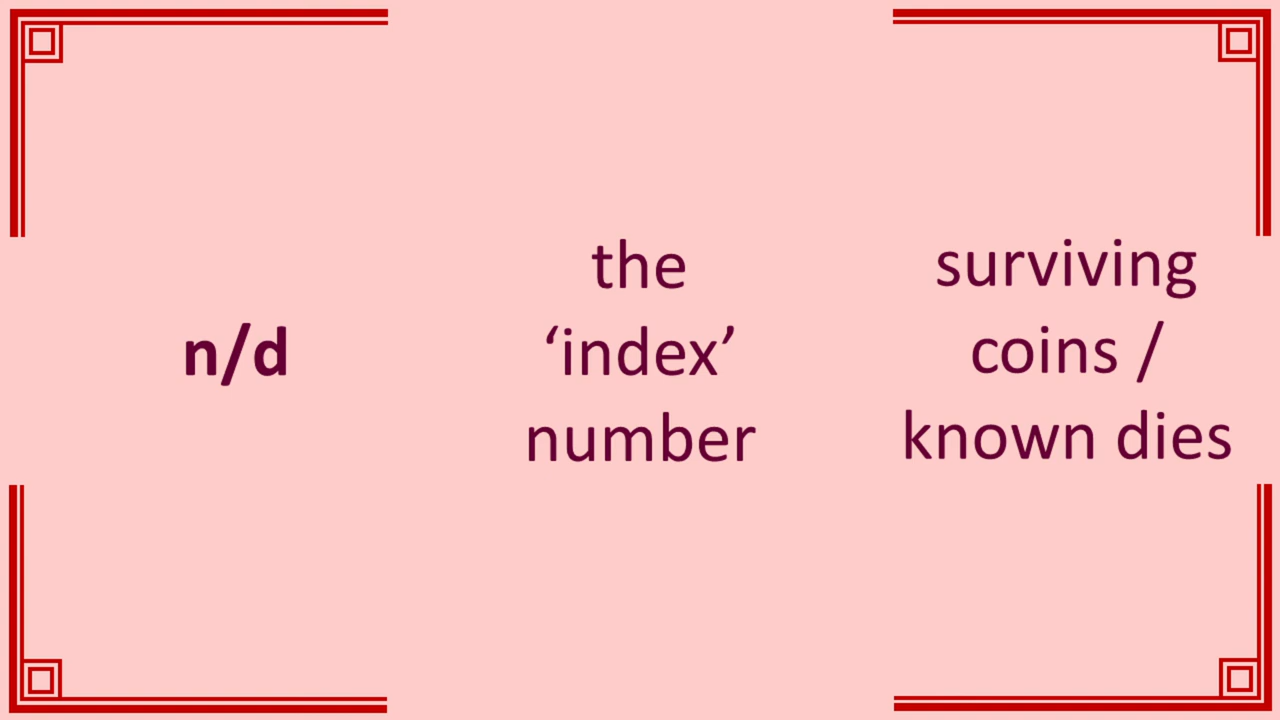 n/d
the
‘index’
number
surviving
coins /
known dies